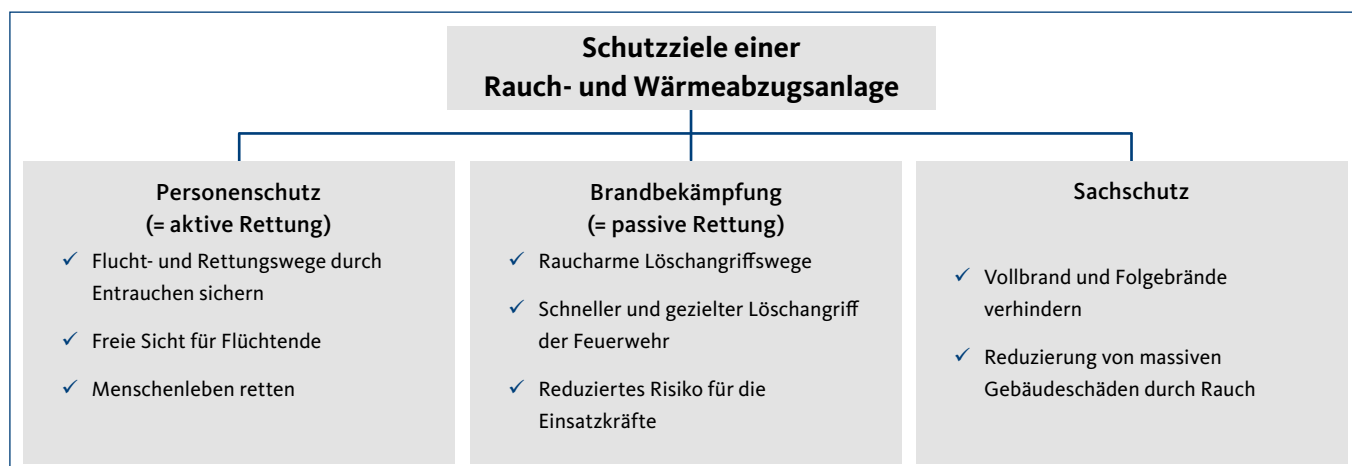 Schutzziele einer
Rauch- und Wärmeabzugsanlage
Personenschutz
(= aktive Rettung)
✓ Flucht- und Rettungswege durch
Entrauchen sichern
✓ Freie Sicht für Flüchtende
✓ Menschenleben retten
Brandbekämpfung
(= passive Rettung)
✓ Raucharme Löschangriffswege
✓ Schneller und gezielter Löschangriff
der Feuerwehr
✓ Reduziertes Risiko für die
Einsatzkräfte
Sachschutz
✓ Vollbrand und Folgebrände
verhindern
✓ Reduzierung von massiven
Gebäudeschäden durch Rauch